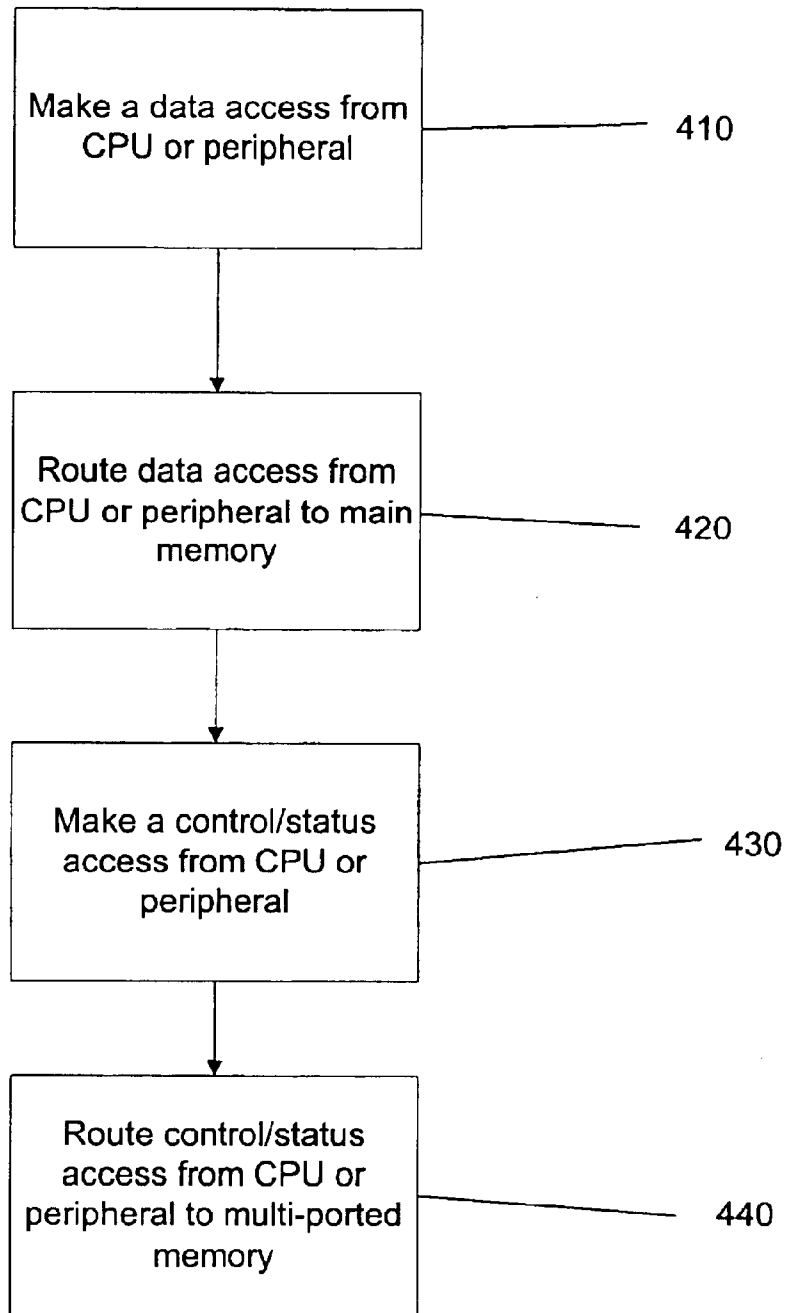 Make a data access from
CPU or peripheral
410
Route data access from
CPU or peripheral to main
memory
420
Make a control/status
access from CPU or
peripheral
430
Route control/status
access from CPU or
peripheral to multi-ported
memory
440